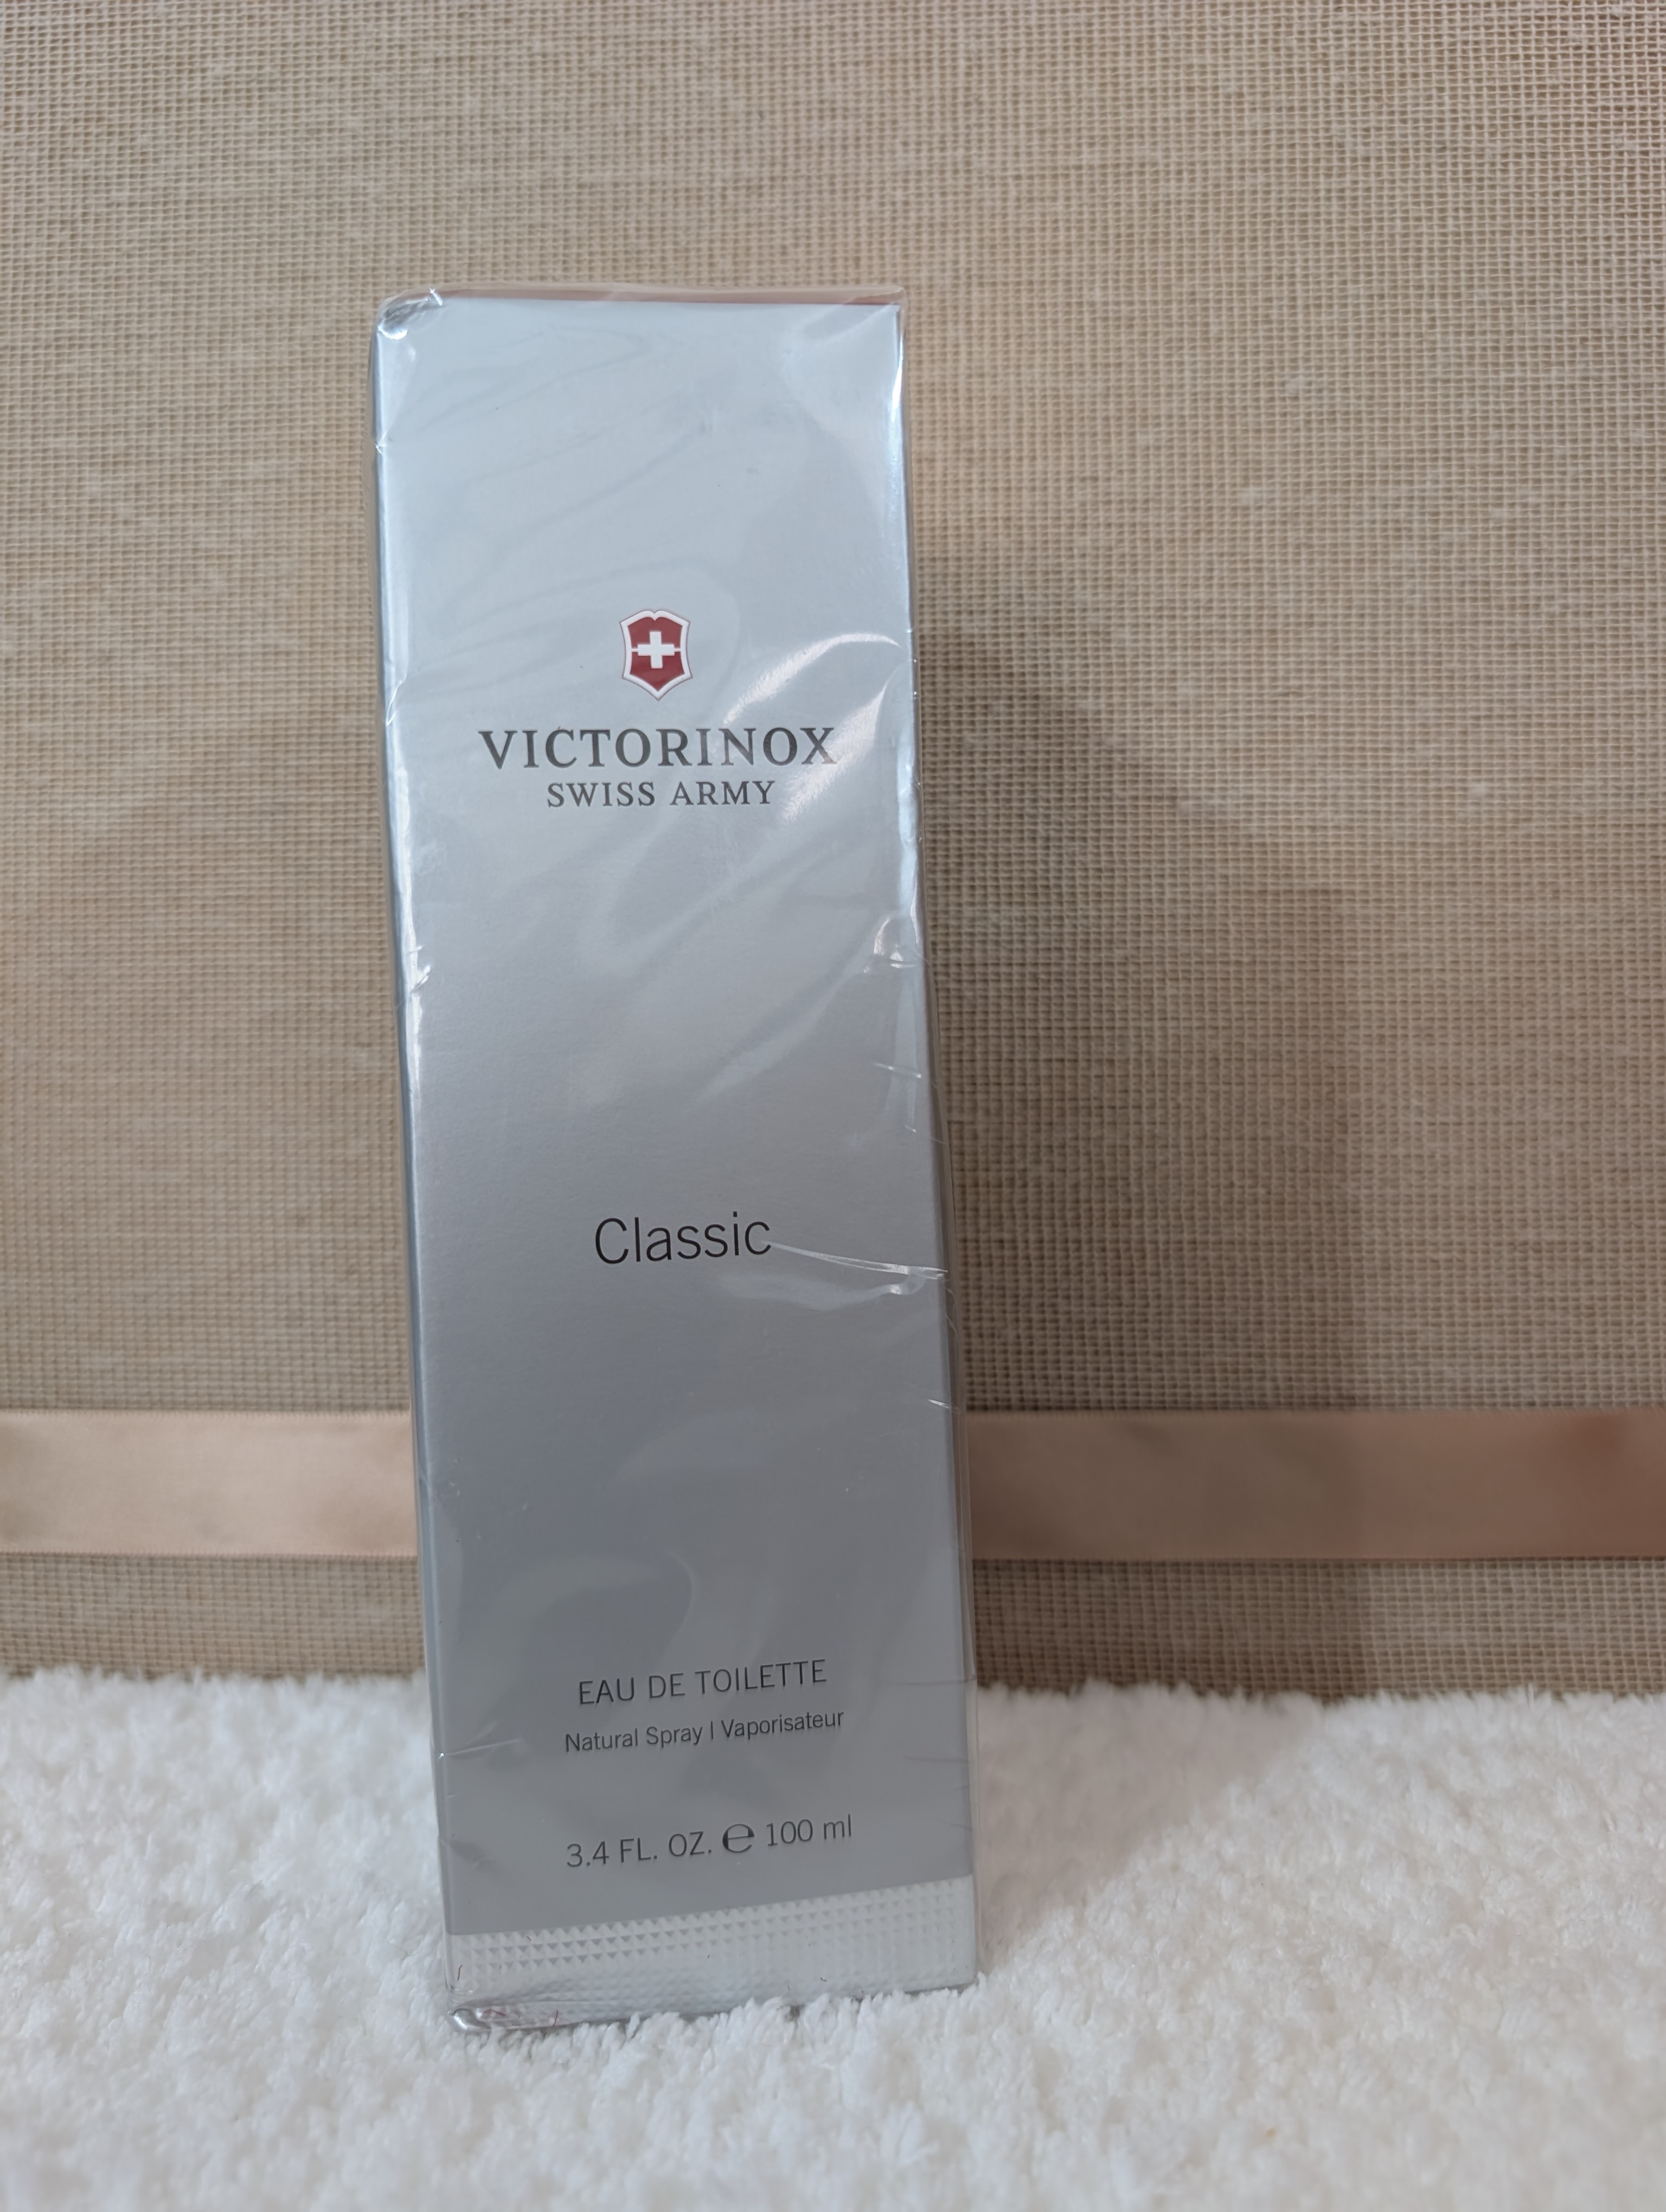 VICTORINOX
SWISS ARMY
Classic
EAU DE TOILETTE
Natural Spray | Vaporisateur
3.4 FL. OZ. ℮ 100 ml